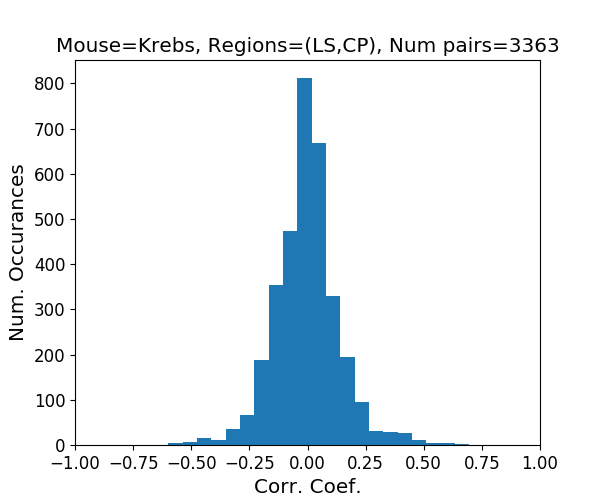 Mouse=Krebs, Regions=(LS,CP), Num pairs=3363
Num. Occurances
800
700
600
500
400
300
200
100
0
−1.00 −0.75 −0.50 −0.25 0.00 0.25 0.50 0.75 1.00
Corr. Coef.